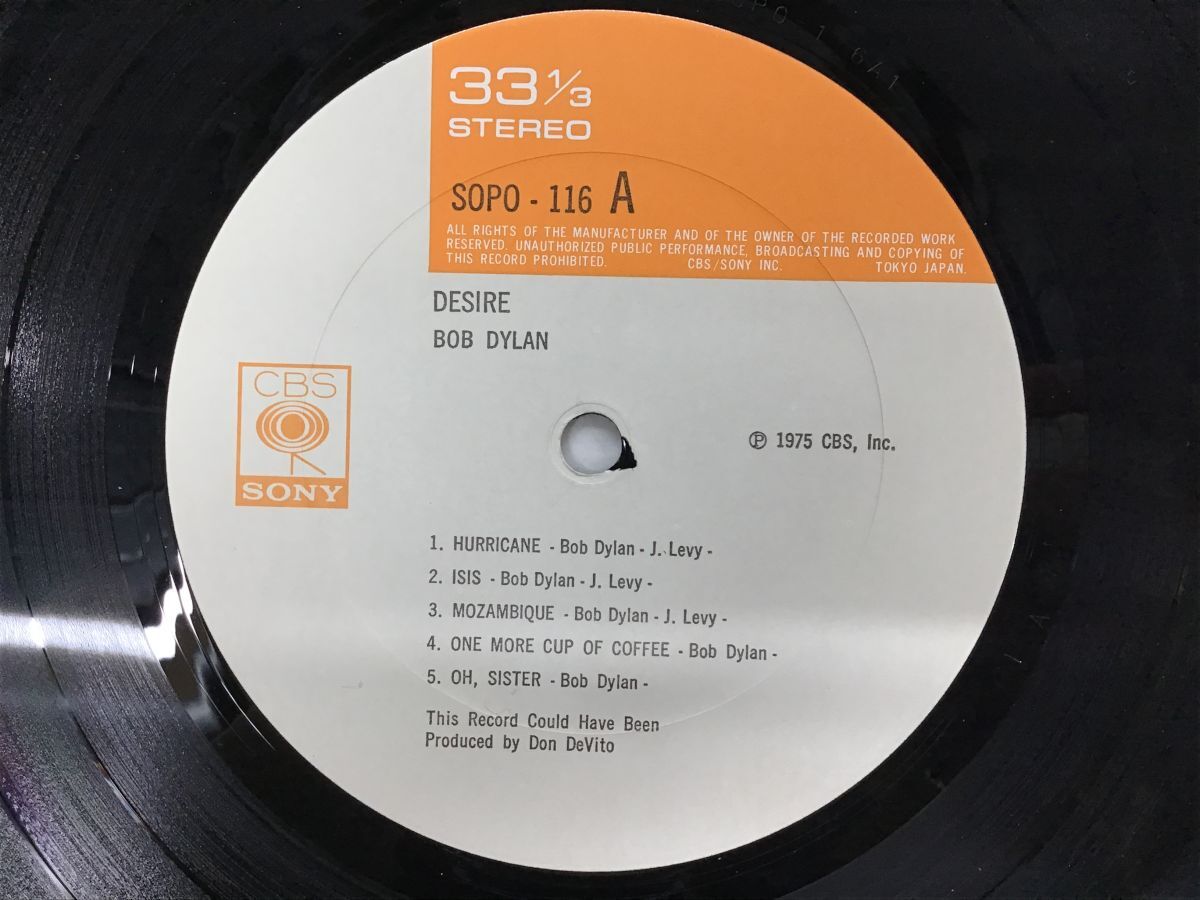 33 1/3
STEREO
SOPO - 116 A
ALL RIGHTS OF THE MANUFACTURER AND OF THE OWNER OF THE RECORDED WORK
RESERVED. UNAUTHORIZED PUBLIC PERFORMANCE, BROADCASTING AND COPYING OF
THIS RECORD PROHIBITED. CBS/SONY INC. TOKYO JAPAN.
DESIRE
BOB DYLAN
CBS
SONY
℗ 1975 CBS, Inc.
1. HURRICANE - Bob Dylan - J. Levy -
2. ISIS - Bob Dylan - J. Levy -
3. MOZAMBIQUE - Bob Dylan - J. Levy -
4. ONE MORE CUP OF COFFEE - Bob Dylan -
5. OH, SISTER - Bob Dylan -
This Record Could Have Been
Produced by Don DeVito